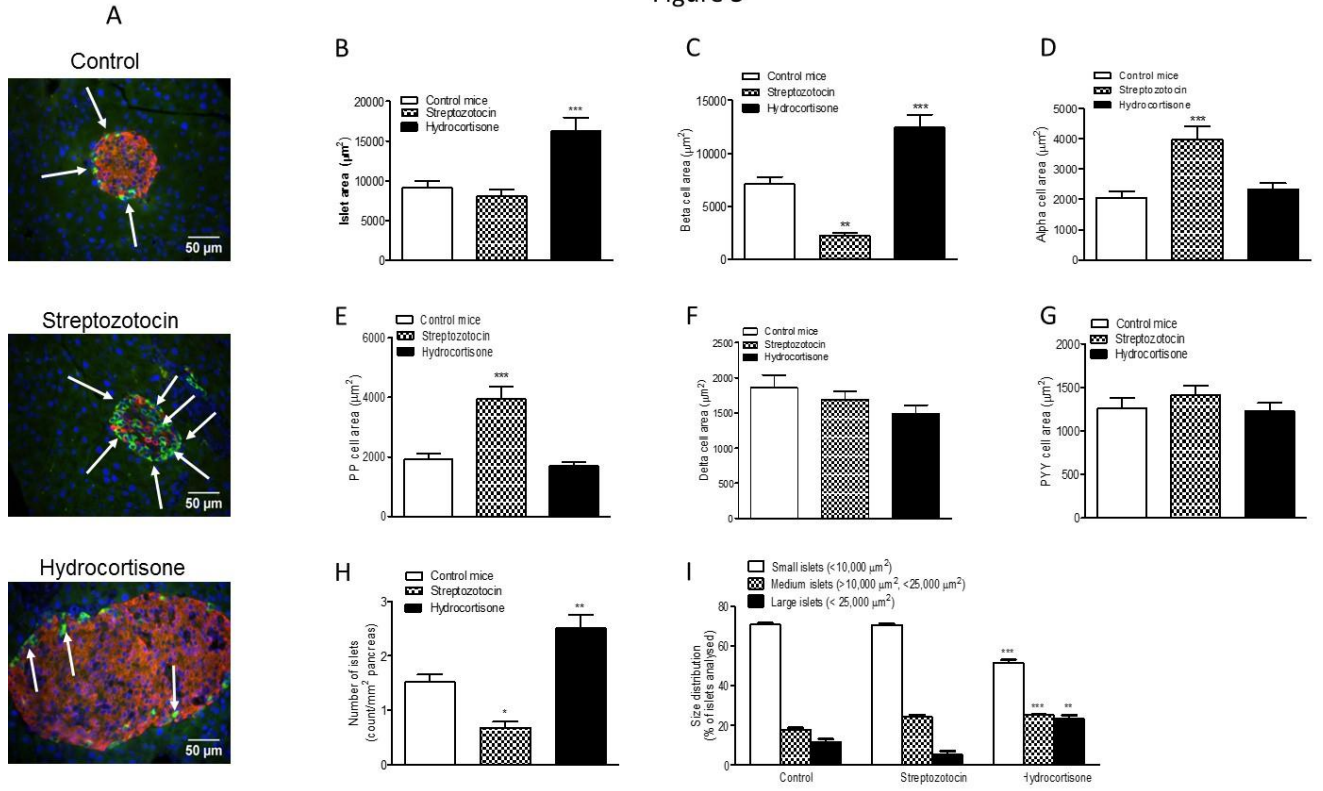 A
Control
50 µm
Streptozotocin
50 µm
Hydrocortisone
50 µm
B
Control mice
Streptozotocin
Hydrocortisone
Islet area (µm²)
20000
15000
10000
5000
0
***
C
Control mice
Streptozotocin
Hydrocortisone
Beta cell area (µm²)
15000
10000
5000
0
**
***
D
Control mice
Streptozotocin
Hydrocortisone
Alpha cell area (µm²)
5000
4000
3000
2000
1000
0
***
E
Control mice
Streptozotocin
Hydrocortisone
PP cell area (µm²)
6000
4000
2000
0
***
F
Control mice
Streptozotocin
Hydrocortisone
Delta cell area (µm²)
2500
2000
1500
1000
500
0
G
Control mice
Streptozotocin
Hydrocortisone
PYY cell area (µm²)
2000
1500
1000
500
0
H
Control mice
Streptozotocin
Hydrocortisone
Number of islets
(count/mm² pancreas)
3
2
1
0
*
**
I
Small islets (<10,000 µm²)
Medium islets (>10,000 µm², <25,000 µm²)
Large islets (< 25,000 µm²)
Size distribution
(% of islets analysed)
80
60
40
20
0
***
***
**
Control
Streptozotocin
Hydrocortisone